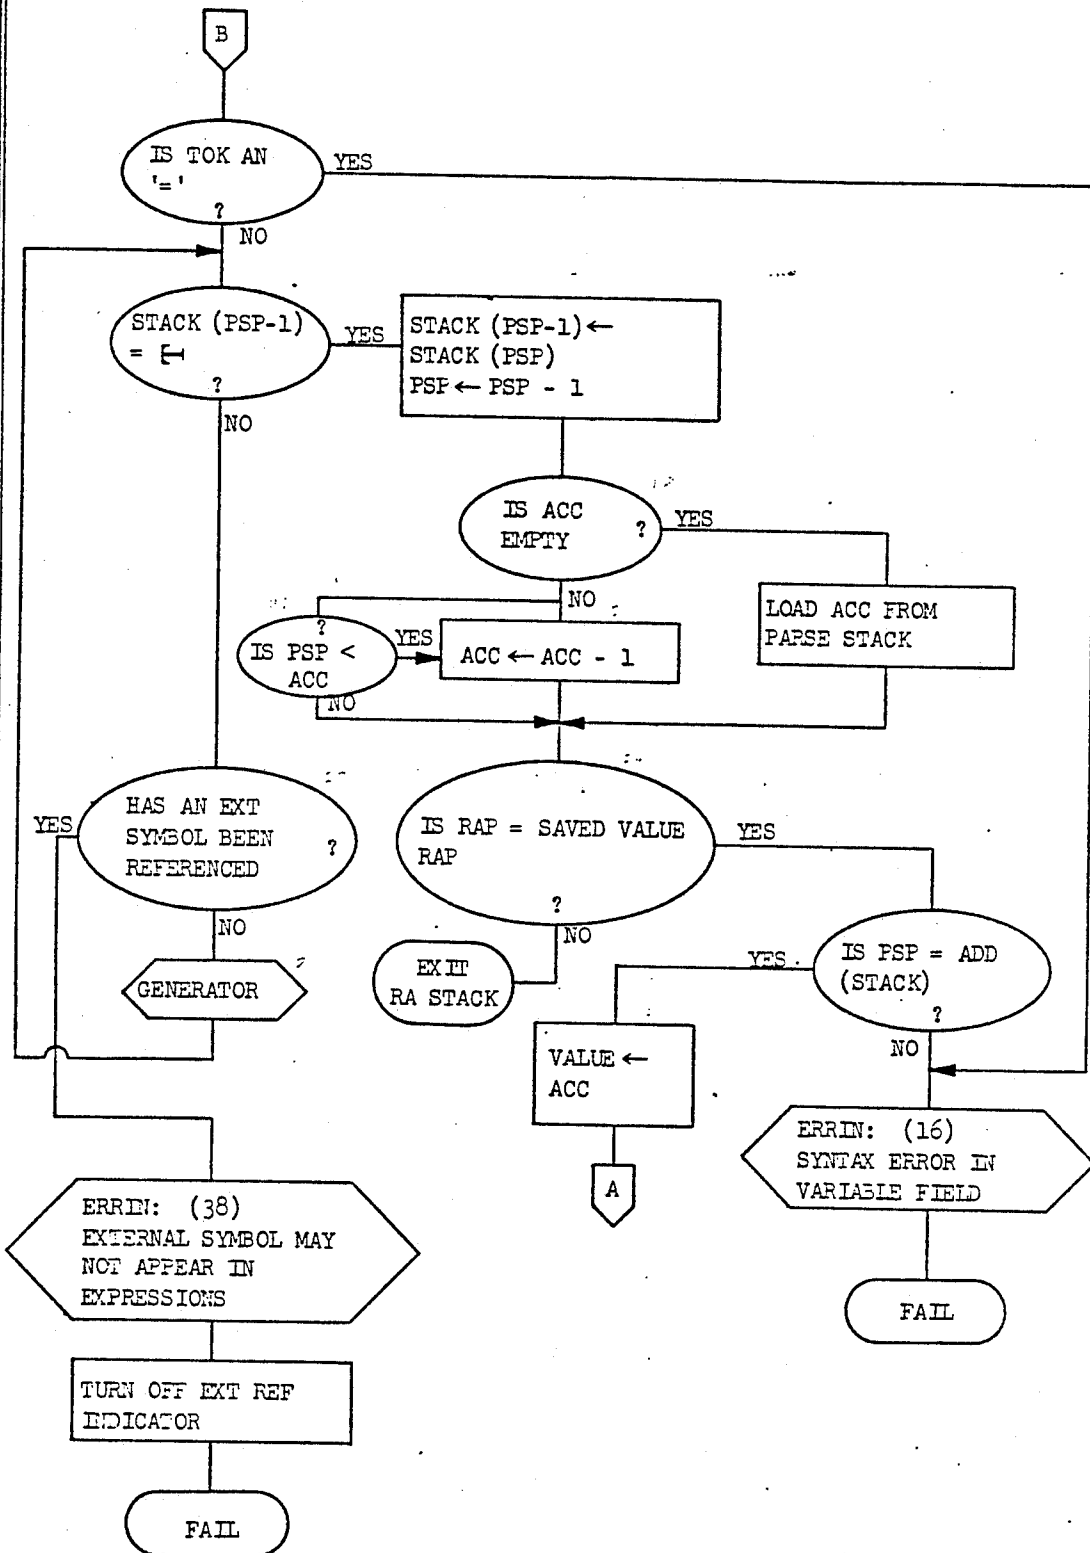 B
IS TOK AN
'='
?
YES
NO
STACK (PSP-1)
= [
?
YES
NO
STACK (PSP-1)←
STACK (PSP)
PSP ← PSP - 1
IS ACC
EMPTY ?
YES
NO
LOAD ACC FROM
PARSE STACK
?
IS PSP <
ACC
YES
NO
ACC ← ACC - 1
HAS AN EXT
SYMBOL BEEN
REFERENCED ?
YES
NO
IS RAP = SAVED VALUE
RAP
?
YES
NO
GENERATOR
EXIT
RA STACK
IS PSP = ADD
(STACK)
?
YES
NO
VALUE ←
ACC
A
ERRIN: (16)
SYNTAX ERROR IN
VARIABLE FIELD
FAIL
ERRIN: (38)
EXTERNAL SYMBOL MAY
NOT APPEAR IN
EXPRESSIONS
TURN OFF EXT REF
INDICATOR
FAIL